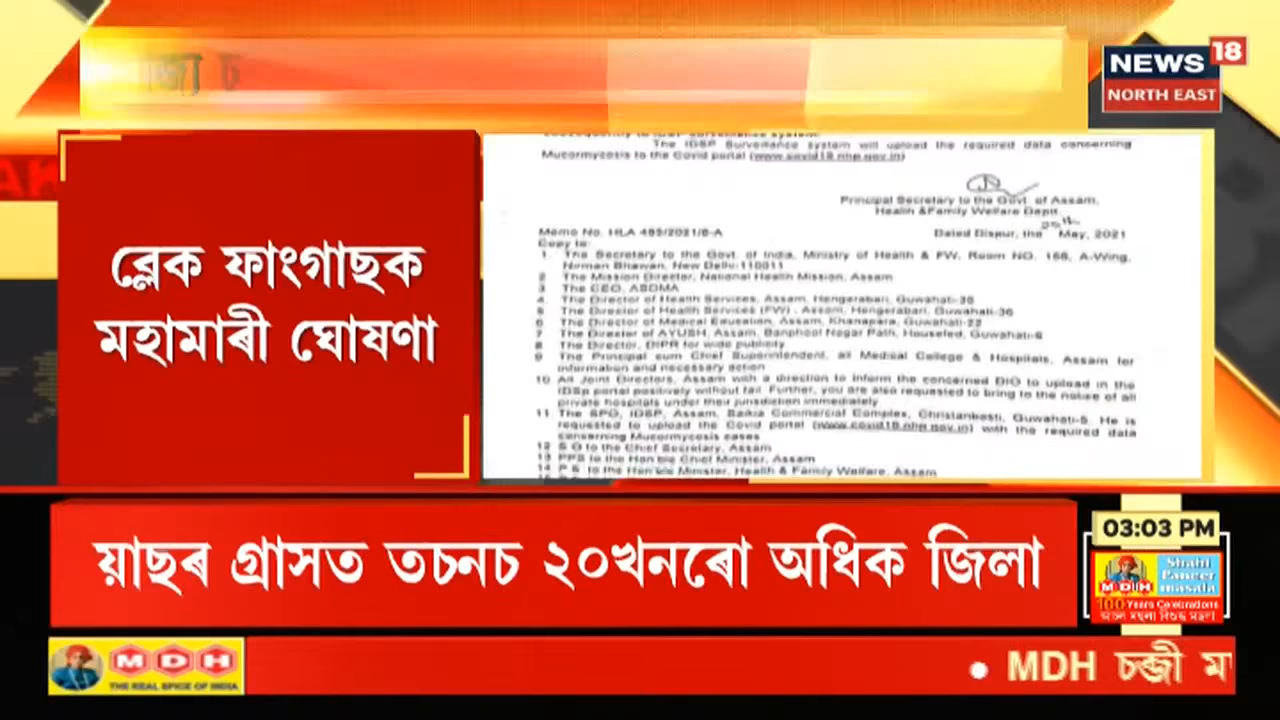 NEWS 18
NORTH EAST
ব্লেক ফাংগাছক
মহামাৰী ঘোষণা
The IDSP Surveillance system will upload the required data concerning
Mucormycosis to the Covid portal (www.covid19.nhp.gov.in)
Principal Secretary to the Govt. of Assam,
Health & Family Welfare Deptt.
Memo No. HLA 495/2021/8-A
Dated Dispur, the May, 2021
Copy to:
1. The Secretary to the Govt. of India, Ministry of Health & FW, Room NO. 156, A-Wing,
Nirman Bhawan, New Delhi-110011
2 The Mission Director, National Health Mission, Assam
3 The CEO, ASDMA
4. The Director of Health Services, Assam, Hengerabari, Guwahati-36
5 The Director of Health Services (FW), Assam, Hengerabari, Guwahati-36
6 The Director of Medical Education, Assam, Khanapara, Guwahati-22
7 The Director of AYUSH, Assam, Banphool Nagar Path, Housefed, Guwahati-6
8 The Director, DIPR for wide publicity
9 The Principal cum Chief Superintendent, all Medical College & Hospitals, Assam for
information and necessary action
10 All Joint Directors, Assam with a direction to inform the concerned DIO to upload in the
IDSp portal positively without fail. Further, you are also requested to bring to the notice of all
private hospitals under their jurisdiction immediately
11 The SPO, IDSP, Assam, Saikia Commercial Complex, Christanbasti, Guwahati-5. He is
requested to upload the Covid portal (www.covid19.nhp.gov.in) with the required data
concerning Mucormycosis cases
12 S.O to the Chief Secretary, Assam
13 PPS to the Hon'ble Chief Minister, Assam
14 P.S. to the Hon'ble Minister, Health & Family Welfare, Assam
য়াছৰ গ্ৰাসত তচনচ ২০খনৰো অধিক জিলা
03:03 PM
MDH
Shahi
Paneer
masala
100 Years Celebrations
MDH
THE REAL SPICE OF INDIA
• MDH চব্জী ম